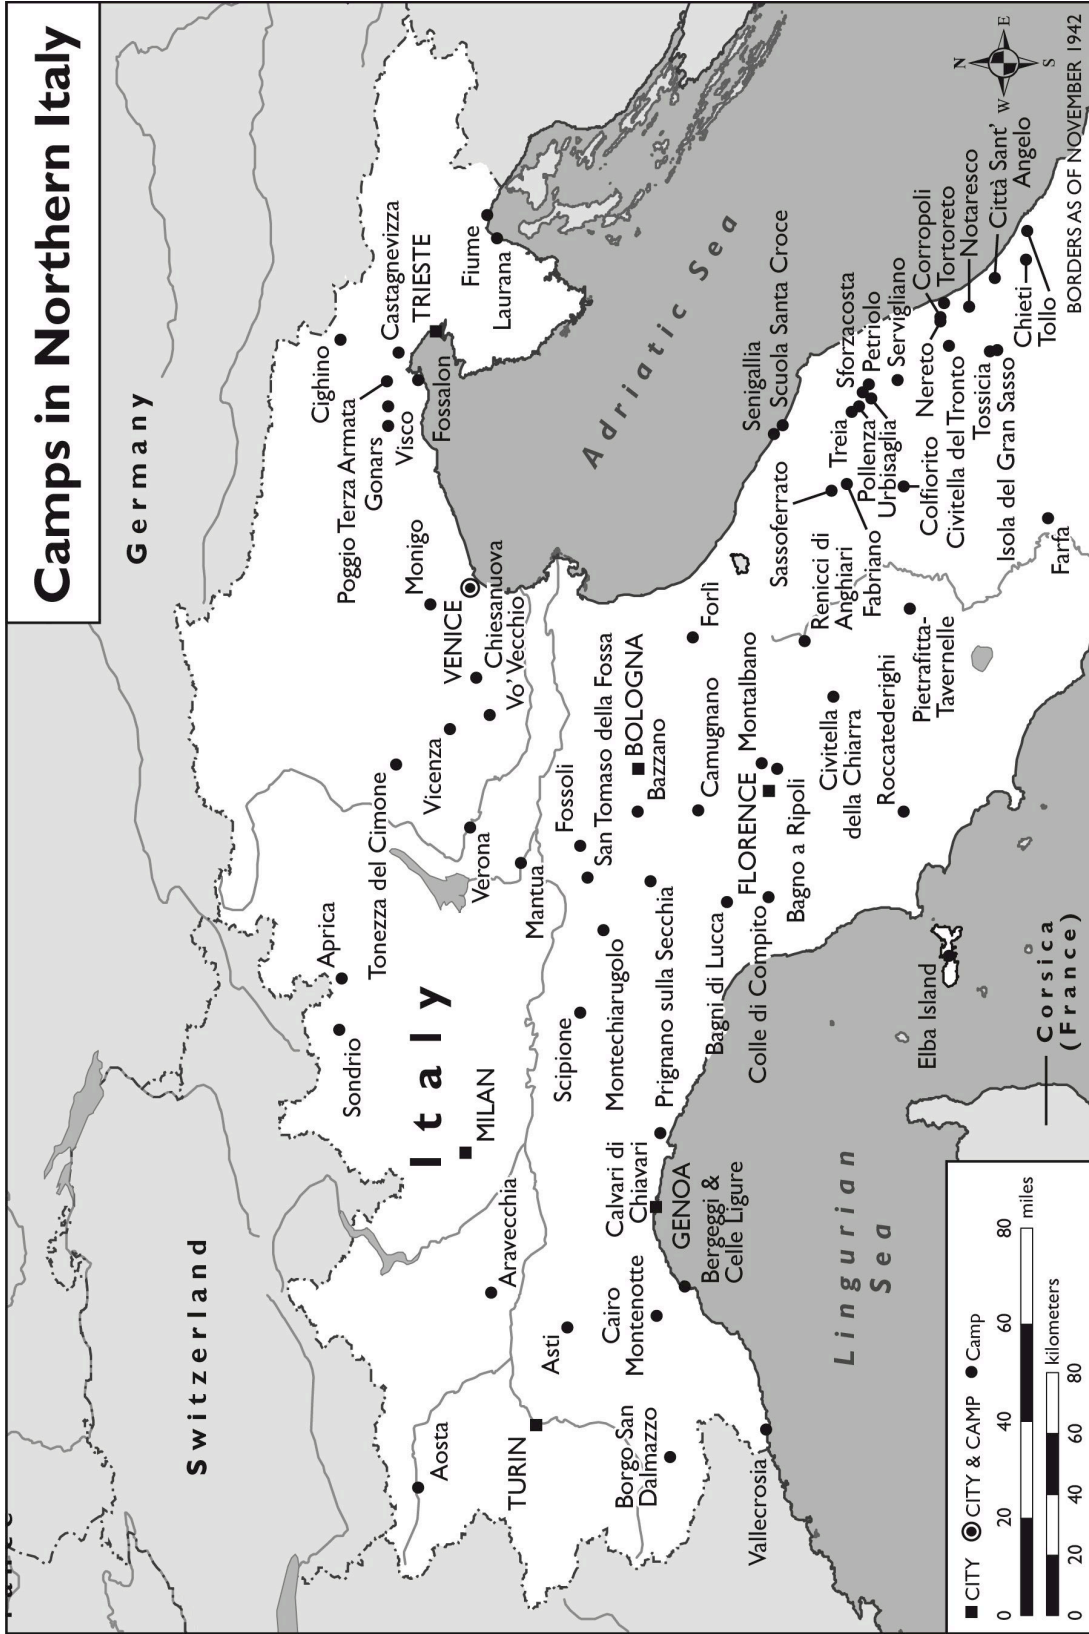 Camps in Northern Italy
Germany
Switzerland
Italy
Adriatic Sea
Lingurian
Sea
Corsica
(France)
Cighino
Castagnevizza
TRIESTE
Poggio Terza Armata
Gonars
Visco
Fossalon
Fiume
Laurana
Monigo
VENICE
Chiesanuova
Vo' Vecchio
Vicenza
Tonezza del Cimone
Verona
Mantua
Aprica
Sondrio
MILAN
Aravecchia
Aosta
TURIN
Asti
Borgo San
Dalmazzo
Cairo
Montenotte
Vallecrosia
Bergeggi &
Celle Ligure
GENOA
Calvari di
Chiavari
Scipione
Montechiarugolo
Prignano sulla Secchia
Fossoli
San Tomaso della Fossa
BOLOGNA
Bazzano
Camugnano
Forlì
Bagni di Lucca
Colle di Compito
FLORENCE
Montalbano
Bagno a Ripoli
Civitella
della Chiarra
Roccatederighi
Renicci di
Anghiari
Pietrafitta-
Tavernelle
Elba Island
Senigallia
Scuola Santa Croce
Sassoferrato
Fabriano
Treia
Pollenza
Urbisaglia
Sforzacosta
Petriolo
Servigliano
Colfiorito
Nereto
Corropoli
Tortoreto
Notaresco
Civitella del Tronto
Tossicia
Isola del Gran Sasso
Città Sant'
Angelo
Chieti
Tollo
Farfa
N
E
S
W
BORDERS AS OF NOVEMBER 1942
CITY CITY & CAMP Camp
0 20 40 60 80 miles
0 20 40 60 80 kilometers